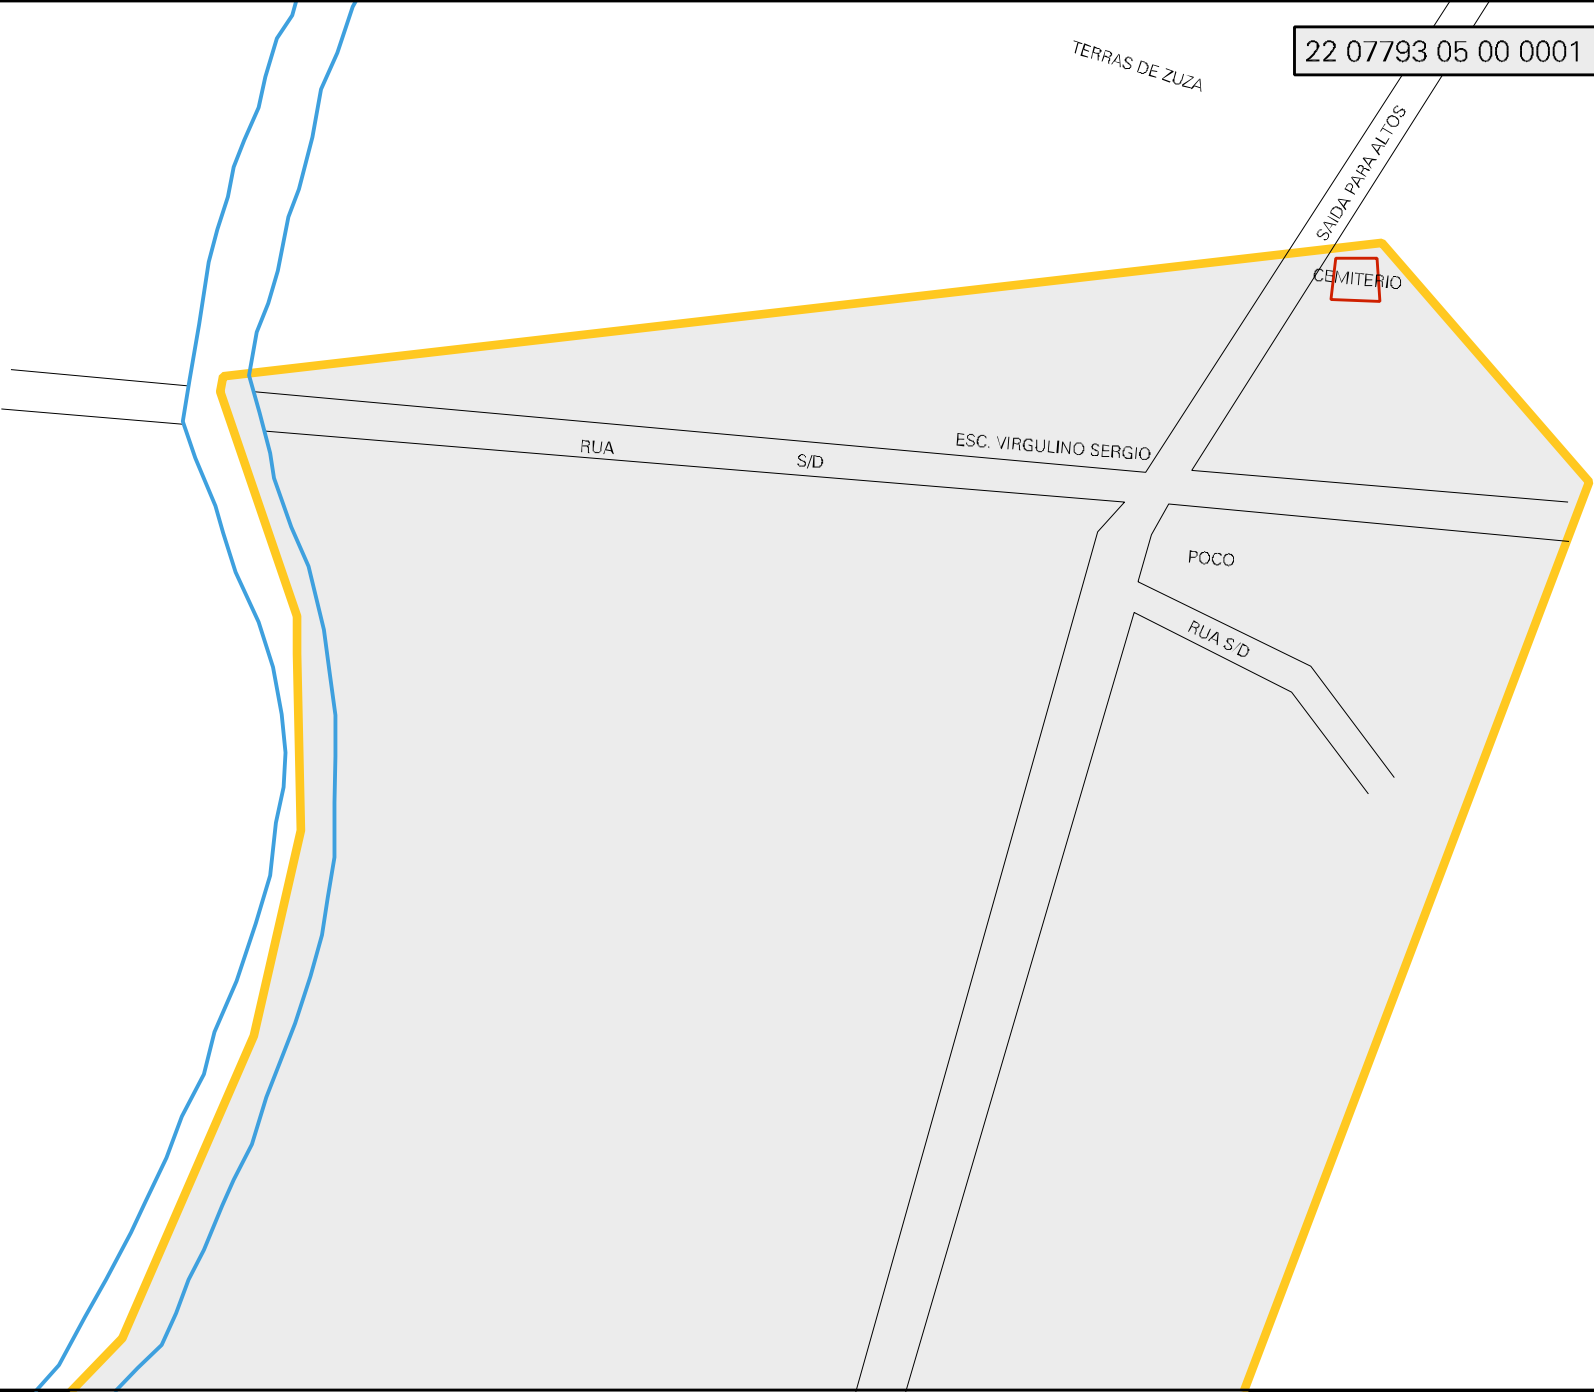 TERRAS DE ZUZA
22 07793 05 00 0001
SAIDA PARA ALTOS
CEMITERIO
RUA S/D
ESC. VIRGULINO SERGIO
POCO
RUA S/D